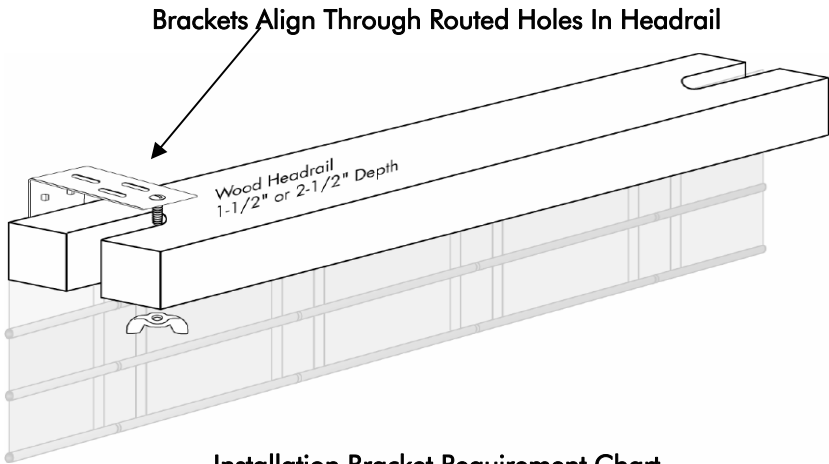 Brackets Align Through Routed Holes In Headrail
Wood Headrail
1-1/2" or 2-1/2" Depth
Installation Bracket Requirement Chart